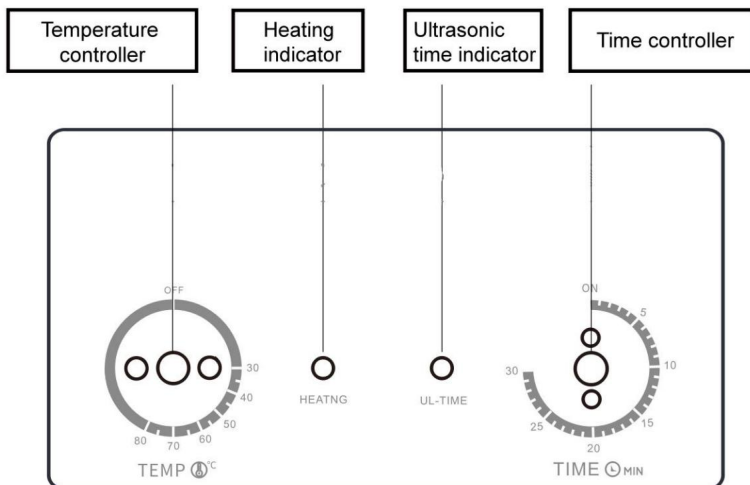 Temperature
controller
Heating
indicator
Ultrasonic
time indicator
Time controller
OFF
30
40
50
60
70
80
TEMP °C
HEATNG
UL-TIME
ON
5
10
15
20
25
30
TIME MIN